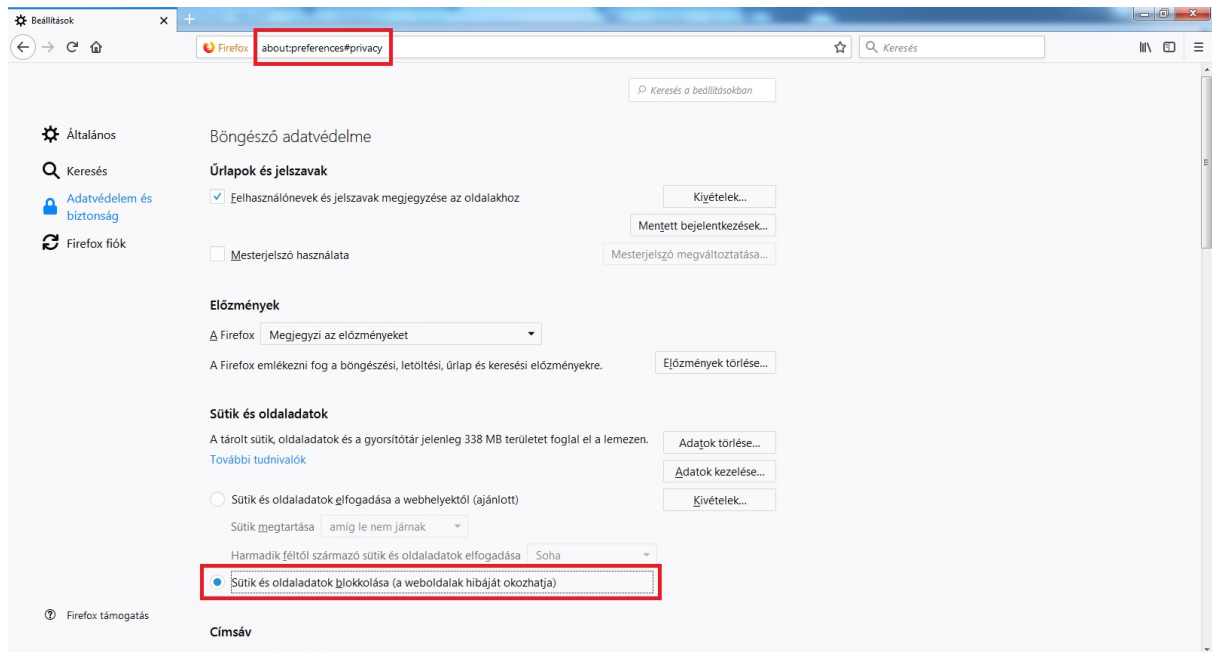 Beállítások
Firefox
about:preferences#privacy
Keresés
Keresés a beállításokban
Általános
Keresés
Adatvédelem és
biztonság
Firefox fiók
Firefox támogatás
Böngésző adatvédelme
Űrlapok és jelszavak
Felhasználónevek és jelszavak megjegyzése az oldalakhoz
Kivételek...
Mentett bejelentkezések...
Mesterjelszó használata
Mesterjelszó megváltoztatása...
Előzmények
A Firefox
Megjegyzi az előzményeket
A Firefox emlékezni fog a böngészési, letöltési, űrlap és keresési előzményekre.
Előzmények törlése...
Sütik és oldaladatok
A tárolt sütik, oldaladatok és a gyorsítótár jelenleg 338 MB területet foglal el a lemezen.
További tudnivalók
Adatok törlése...
Adatok kezelése...
Sütik és oldaladatok elfogadása a webhelyektől (ajánlott)
Kivételek...
Sütik megtartása
amíg le nem járnak
Harmadik féltől származó sütik és oldaladatok elfogadása
Soha
Sütik és oldaladatok blokkolása (a weboldalak hibáját okozhatja)
Címsáv